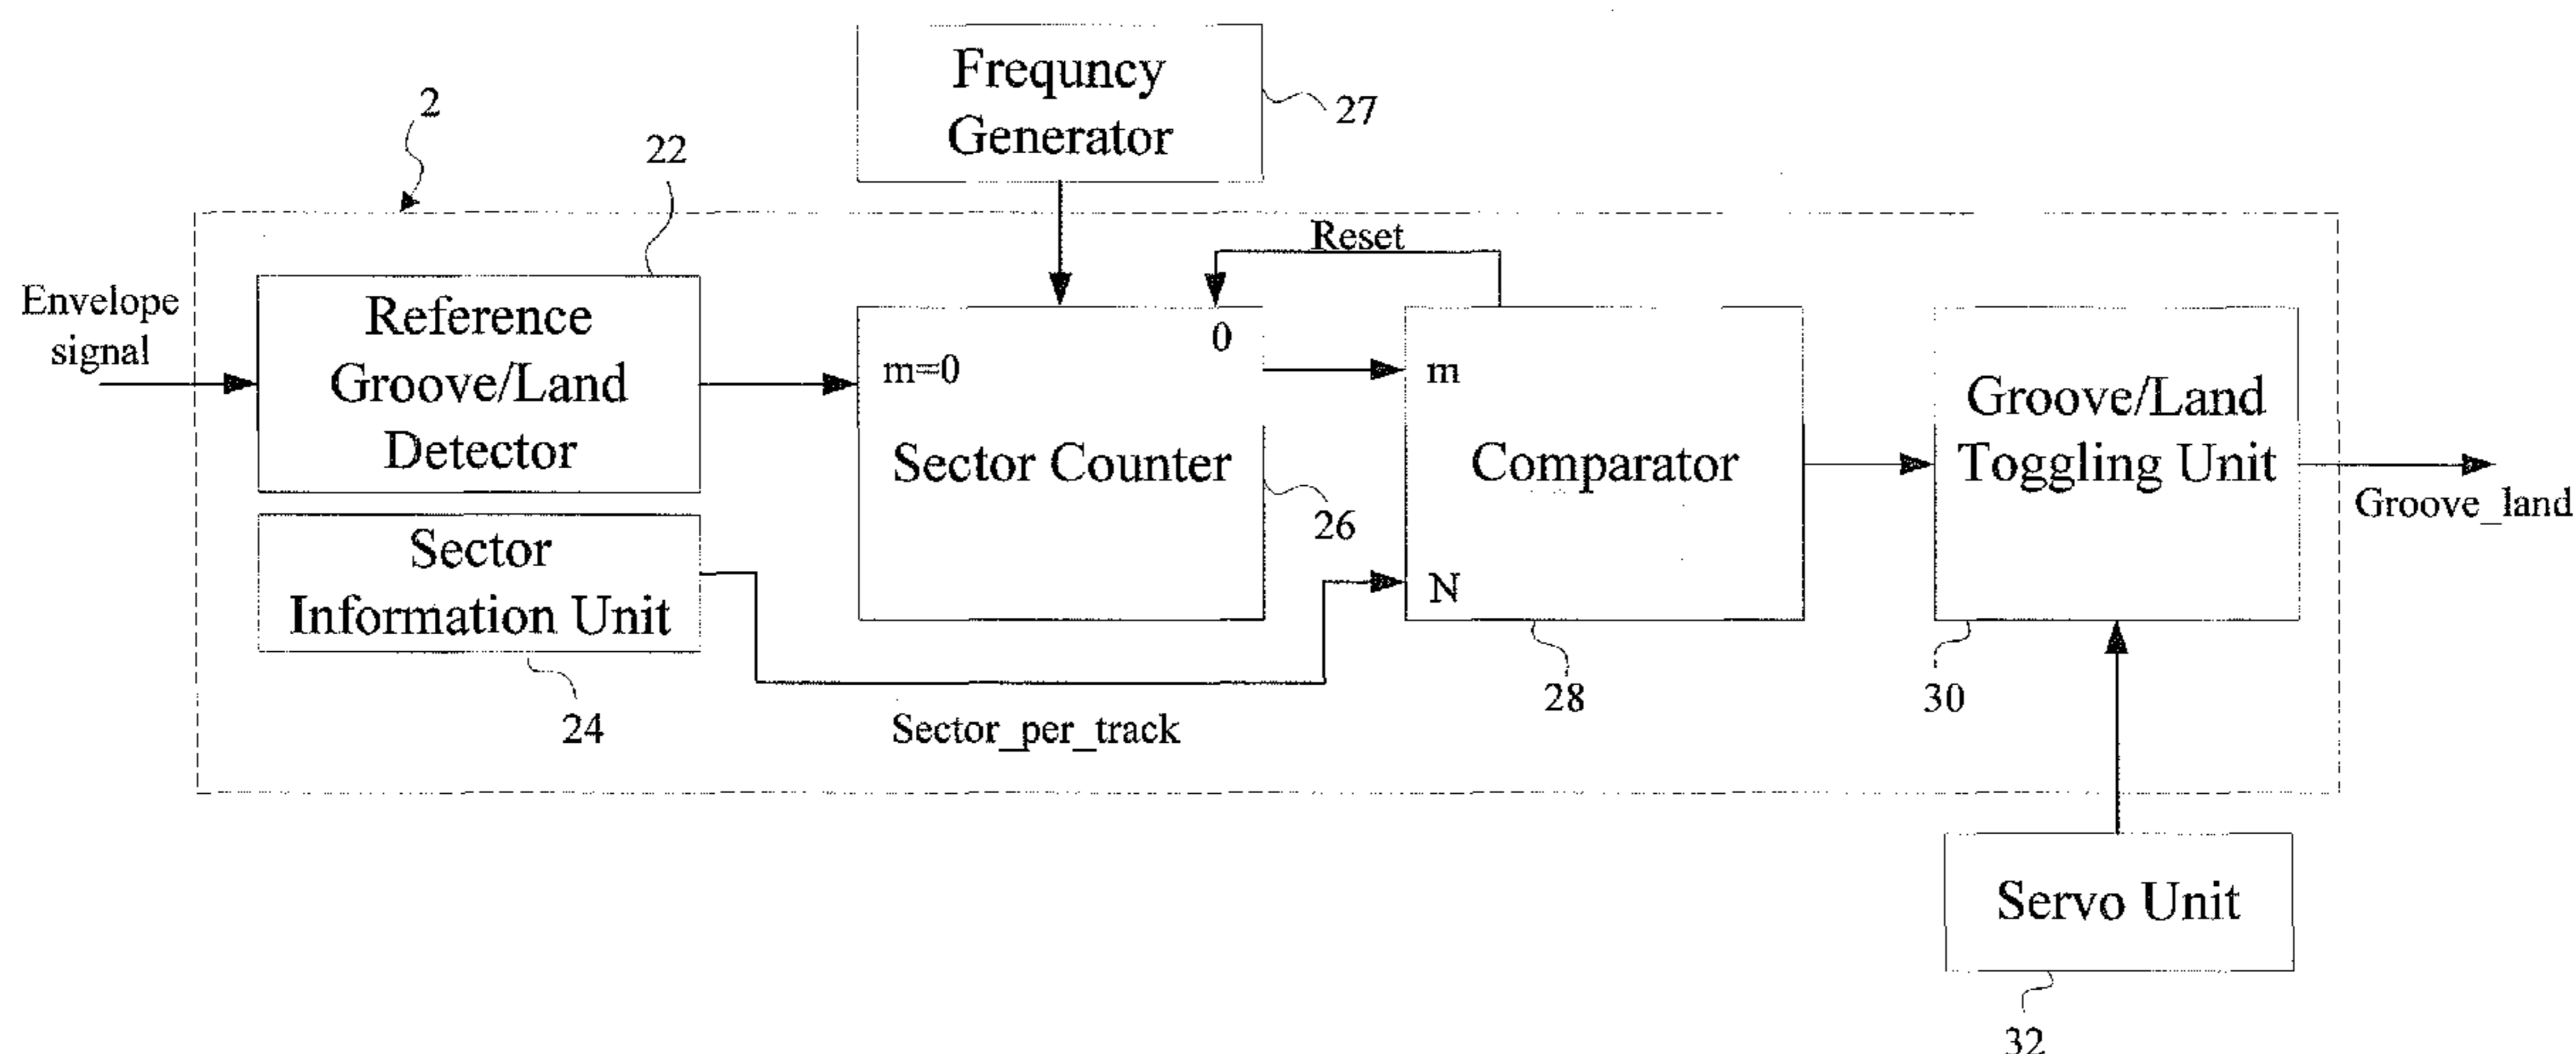 Frequncy
Generator
27
2
22
Reset
Envelope
signal
Reference
Groove/Land
Detector
0
m=0
m
Groove/Land
Toggling Unit
Sector Counter
Comparator
Groove_land
26
Sector
Information Unit
N
24
Sector_per_track
28
30
Servo Unit
32